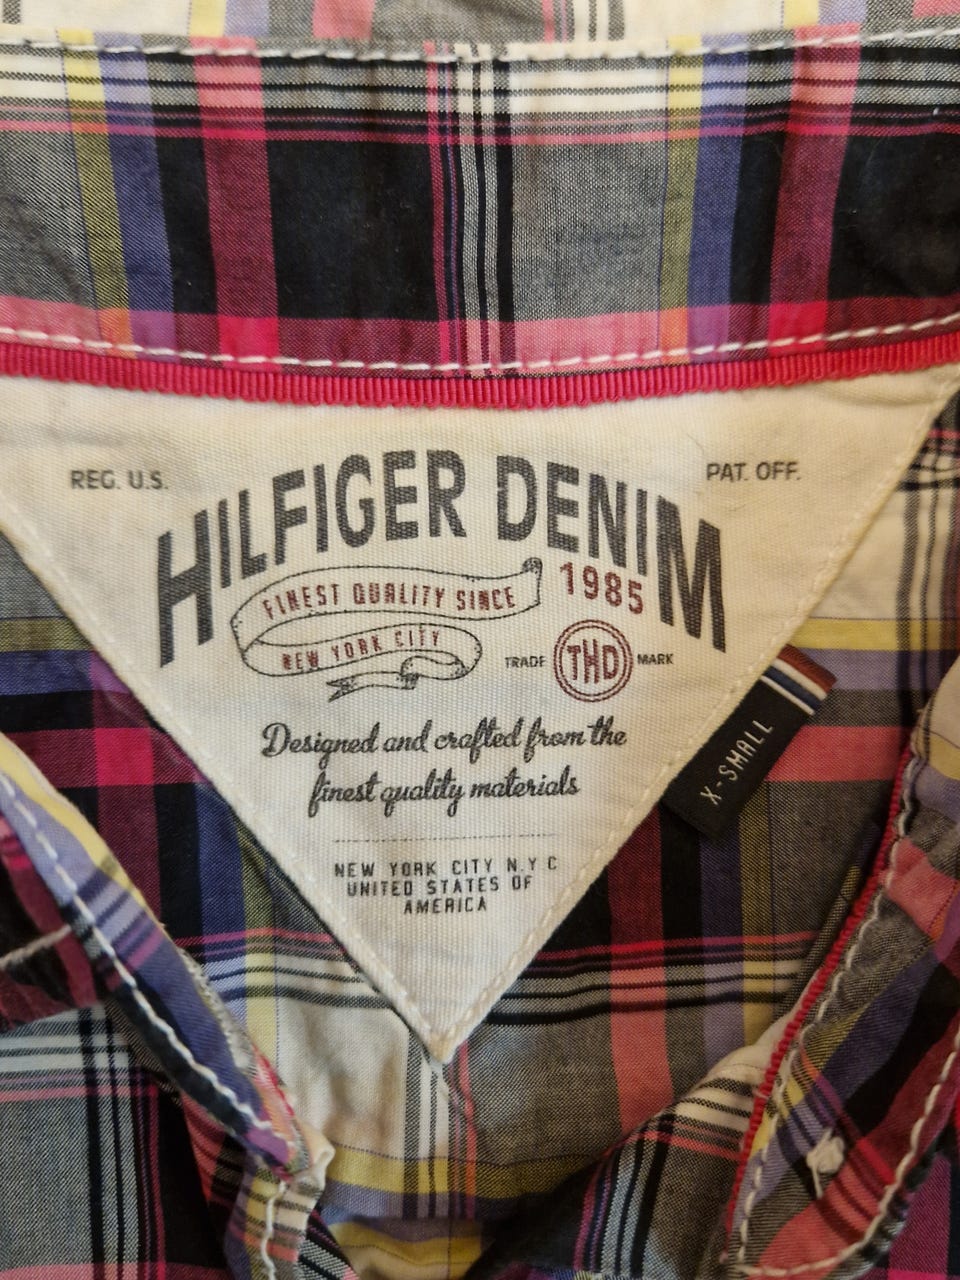 REG. U.S.
PAT. OFF.
HILFIGER DENIM
FINEST QUALITY SINCE
1985
NEW YORK CITY
TRADE THD MARK
Designed and crafted from the
finest quality materials
X-SMALL
NEW YORK CITY N.Y C
UNITED STATES OF
AMERICA